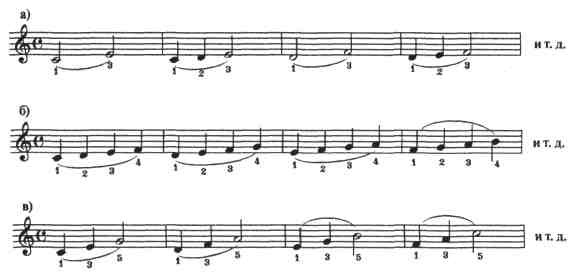 а)
и т. д.
1 3 1 2 3 1 3 1 2 3
б)
и т. д.
1 2 3 4 1 2 3 4 1 2 3 4 1 2 3 4
в)
и т. д.
1 3 5 1 3 5 1 3 5 1 3 5